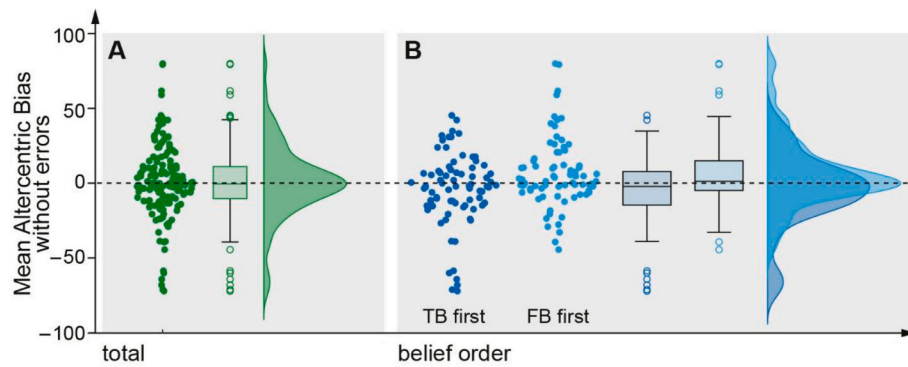 Mean Altercentric Bias
without errors
100
50
0
−50
−100
A
B
TB first
FB first
total
belief order